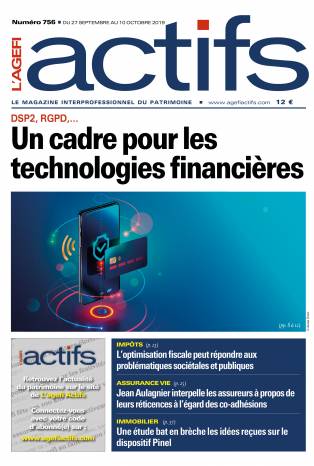 Numéro 756 ● DU 27 SEPTEMBRE AU 10 OCTOBRE 2019
L'AGEFI
actifs
LE MAGAZINE INTERPROFESSIONNEL DU PATRIMOINE ■ www.agefiactifs.com 12 €
DSP2, RGPD,...
Un cadre pour les
technologies financières
(pp. 8 à 12)
actifs
Retrouvez l'actualité
du patrimoine sur le site
de L'agefi Actifs
Connectez-vous
avec votre code
d'abonné(e) sur :
www.agefiactifs.com
IMPÔTS (p. 23)
L'optimisation fiscale peut répondre aux
problématiques sociétales et publiques
ASSURANCE VIE (p. 25)
Jean Aulagnier interpelle les assureurs à propos de
leurs réticences à l'égard des co-adhésions
IMMOBILIER (p. 37)
Une étude bat en brèche les idées reçues sur le
dispositif Pinel